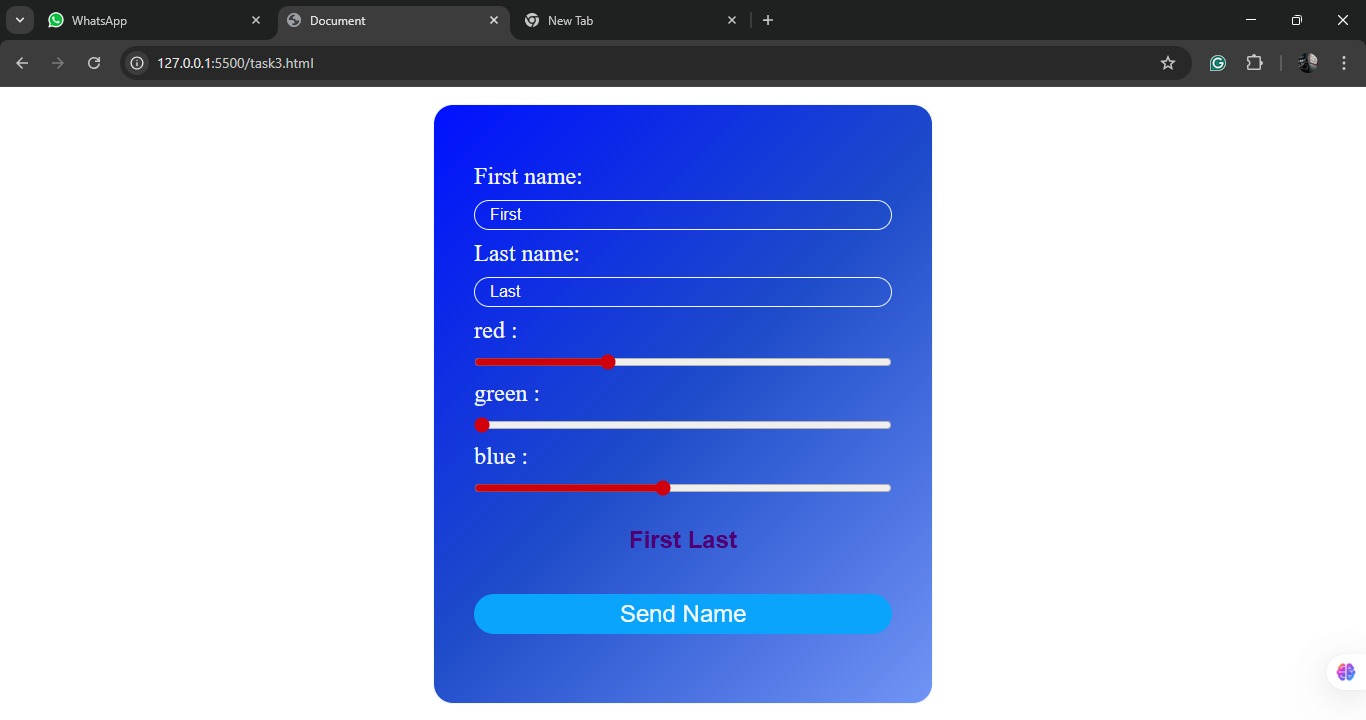 WhatsApp
Document
New Tab
127.0.0.1:5500/task3.html
First name:
First
Last name:
Last
red :
green :
blue :
First Last
Send Name